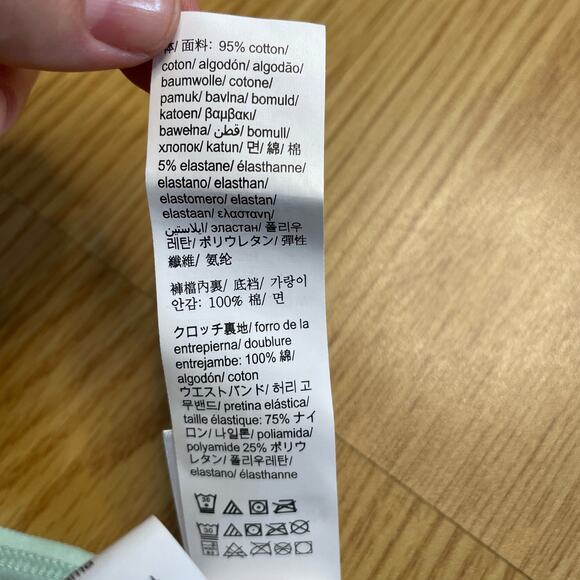 体/ 面料: 95% cotton/
coton/ algodón/ algodão/
baumwolle/ cotone/
pamuk/ bavlna/ bomuld/
katoen/ βαμβακι/
bawełna/ قطن/ bomull/
хлопок/ katun/ 면/ 綿/ 棉
5% elastane/ élasthanne/
elastano/ elasthan/
elastomero/ elastan/
elastaan/ ελαστανη/
ايلاستين/ эластан/ 폴리우
레탄/ ポリウレタン/ 彈性
纖維/ 氨纶
褲檔內裏/ 底裆/ 가랑이
안감: 100% 棉/ 면
クロッチ裏地/ forro de la
entrepierna/ doublure
entrejambe: 100% 綿/
algodón/ coton
ウエストバンド/ 허리 고
무밴드/ pretina elástica/
taille élastique: 75% ナイ
ロン/ 나일론/ poliamida/
polyamide 25% ポリウ
レタン/ 폴리우레탄/
elastano/ élasthanne
30
30